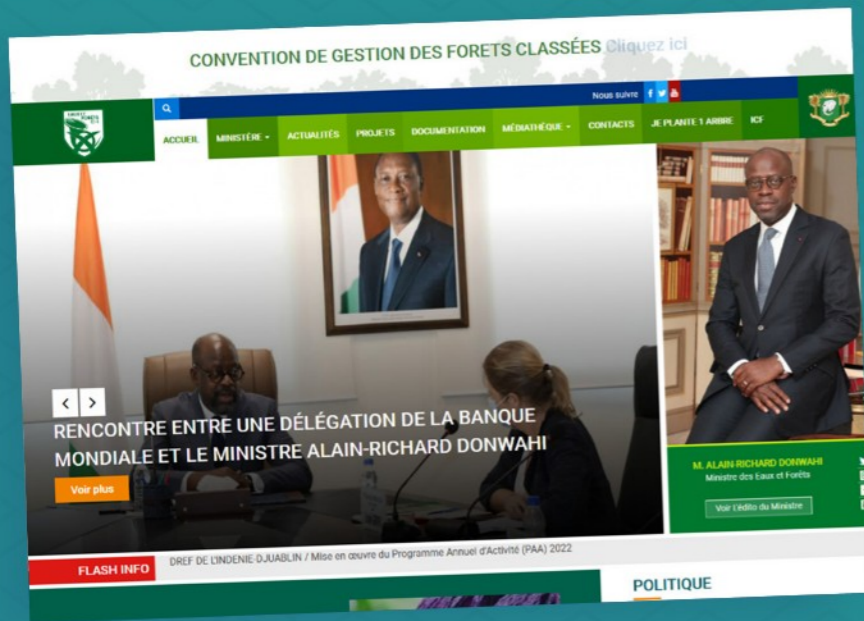 CONVENTION DE GESTION DES FORETS CLASSÉES Cliquez ici
Nous suivre
ACCUEIL MINISTÉRE ACTUALITÉS PROJETS DOCUMENTATION MÉDIATHÉQUE CONTACTS JE PLANTE 1 ARBRE ICF
RENCONTRE ENTRE UNE DÉLÉGATION DE LA BANQUE
MONDIALE ET LE MINISTRE ALAIN-RICHARD DONWAHI
Voir plus
M. ALAIN-RICHARD DONWAHI
Ministre des Eaux et Forêts
Voir L'édito du Ministre
FLASH INFO DREF DE L'INDENIE-DJUABLIN / Mise en œuvre du Programme Annuel d'Activité (PAA) 2022
POLITIQUE